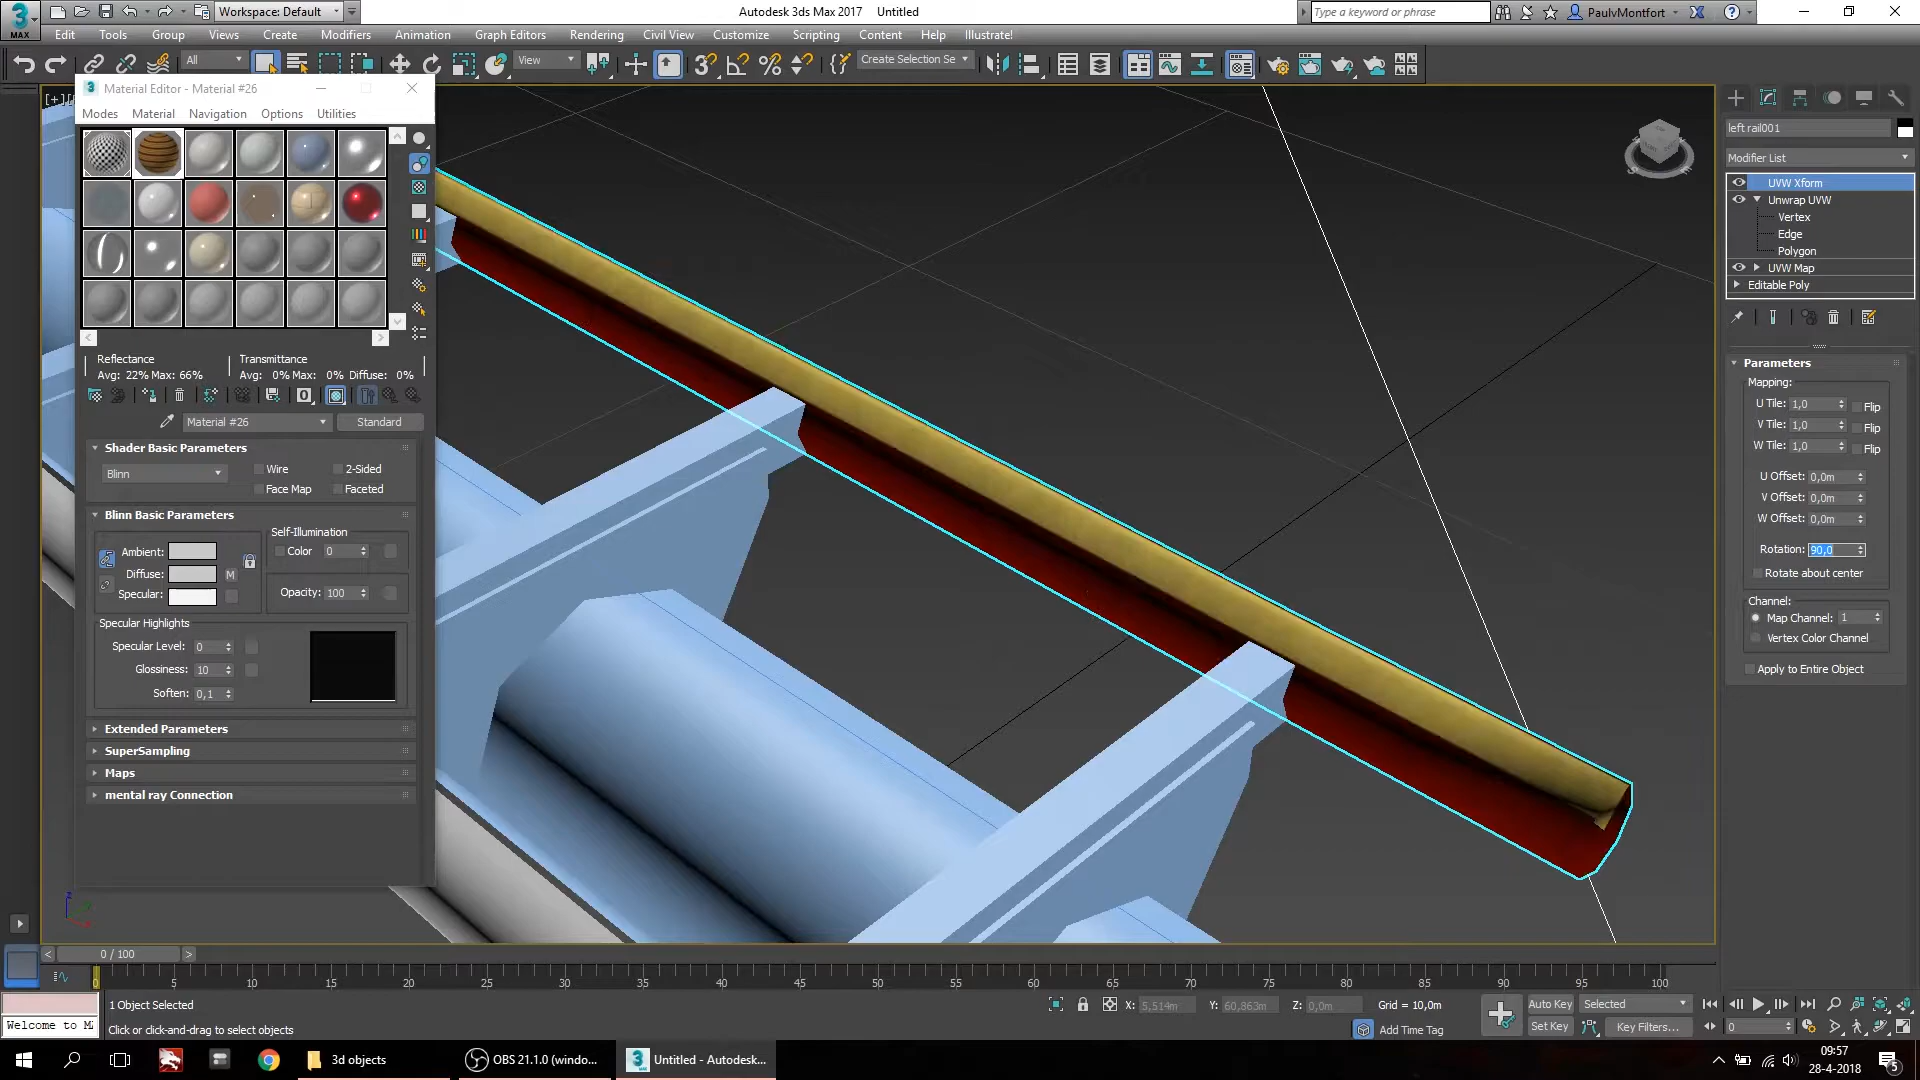 Workspace: Default
Autodesk 3ds Max 2017    Untitled
Type a keyword or phrase
PaulvMontfort
MAX
Edit
Tools
Group
Views
Create
Modifiers
Animation
Graph Editors
Rendering
Civil View
Customize
Scripting
Content
Help
Illustrate!
All
View
Create Selection Se
Material Editor - Material #26
Modes
Material
Navigation
Options
Utilities
Reflectance
Avg: 22% Max: 66%
Transmittance
Avg: 0% Max: 0% Diffuse: 0%
Material #26
Standard
Shader Basic Parameters
Blinn
Wire
2-Sided
Face Map
Faceted
Blinn Basic Parameters
Self-Illumination
Ambient:
Color 0
Diffuse:
M
Specular:
Opacity: 100
Specular Highlights
Specular Level: 0
Glossiness: 10
Soften: 0,1
Extended Parameters
SuperSampling
Maps
mental ray Connection
left rail001
Modifier List
UVW Xform
Unwrap UVW
Vertex
Edge
Polygon
UVW Map
Editable Poly
Parameters
Mapping:
U Tile: 1,0 Flip
V Tile: 1,0 Flip
W Tile: 1,0 Flip
U Offset: 0,0m
V Offset: 0,0m
W Offset: 0,0m
Rotation: 90,0
Rotate about center
Channel:
Map Channel: 1
Vertex Color Channel
Apply to Entire Object
< 0 / 100 >
0 5 10 15 20 25 30 35 40 45 50 55 60 65 70 75 80 85 90 95 100
1 Object Selected
X: 5,514m
Y: 60,863m
Z: 0,0m
Grid = 10,0m
Auto Key
Selected
Welcome to M
Click or click-and-drag to select objects
Add Time Tag
Set Key
Key Filters...
0
3d objects
OBS 21.1.0 (windo...
Untitled - Autodesk...
09:57
28-4-2018
5